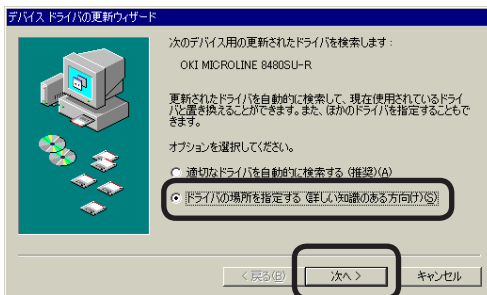 デバイス ドライバの更新ウィザード
次のデバイス用の更新されたドライバを検索します :
OKI MICROLINE 8480SU-R
更新されたドライバを自動的に検索して、現在使用されているドライ
バと置き換えることができます。また、ほかのドライバを指定することもで
きます。
オプションを選択してください。
適切なドライバを自動的に検索する (推奨)(A)
ドライバの場所を指定する (詳しい知識のある方向け)(S)
< 戻る(B)
次へ >
キャンセル